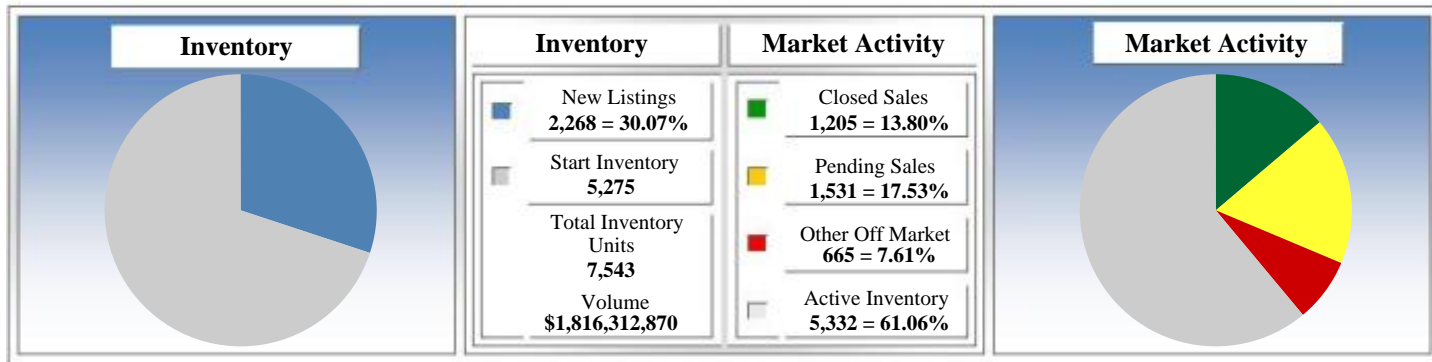 Inventory
Inventory
New Listings
2,268 = 30.07%
Start Inventory
5,275
Total Inventory
Units
7,543
Volume
$1,816,312,870
Market Activity
Closed Sales
1,205 = 13.80%
Pending Sales
1,531 = 17.53%
Other Off Market
665 = 7.61%
Active Inventory
5,332 = 61.06%
Market Activity